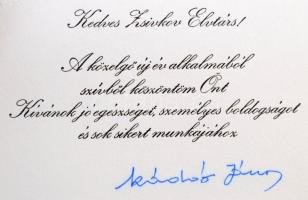 Kedves Zsivkov Elvtárs!
A közelgő új év alkalmából
szívből köszöntöm Önt
Kívánok jó egészséget, személyes boldogságot
és sok sikert munkájához
Kádár János